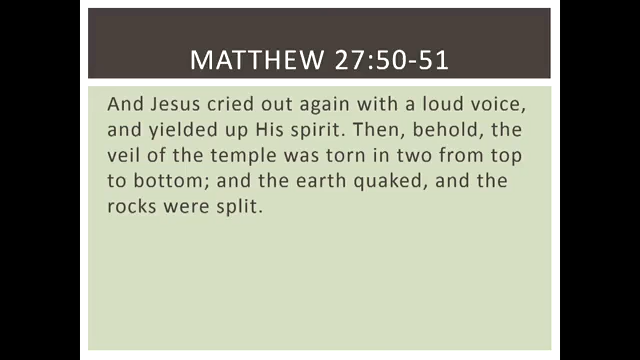 MATTHEW 27:50-51
And Jesus cried out again with a loud voice,
and yielded up His spirit. Then, behold, the
veil of the temple was torn in two from top
to bottom; and the earth quaked, and the
rocks were split.